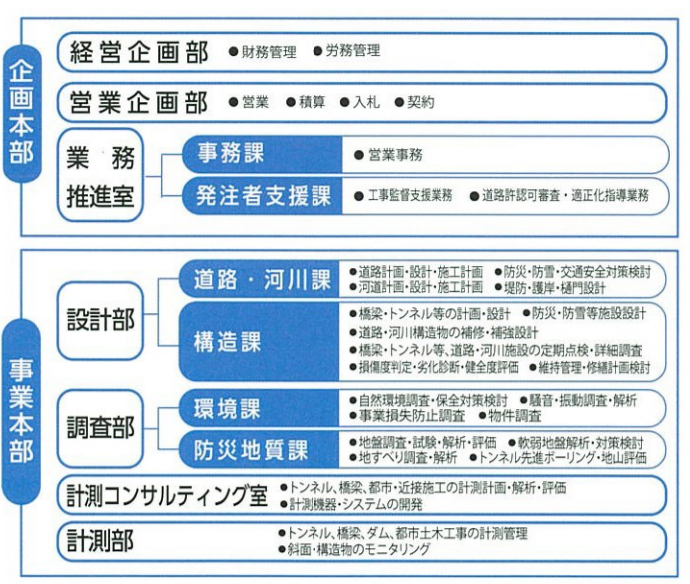 企画本部
経営企画部 ●財務管理 ●労務管理
営業企画部 ●営業 ●積算 ●入札 ●契約
業務
推進室
事務課 ●営業事務
発注者支援課 ●工事監督支援業務 ●道路許認可審査・適正化指導業務
事業本部
設計部
道路・河川課
●道路計画・設計・施工計画 ●防災・防雪・交通安全対策検討
●河道計画・設計・施工計画 ●堤防・護岸・樋門設計
構造課
●橋梁・トンネル等の計画・設計 ●防災・防雪等施設設計
●道路・河川構造物の補修・補強設計
●橋梁・トンネル等、道路・河川施設の定期点検・詳細調査
●損傷度判定・劣化診断・健全度評価 ●維持管理・修繕計画検討
調査部
環境課
●自然環境調査・保全対策検討 ●騒音・振動調査・解析
●事業損失防止調査 ●物件調査
防災地質課
●地盤調査・試験・解析・評価 ●軟弱地盤解析・対策検討
●地すべり調査・解析 ●トンネル先進ボーリング・地山評価
計測コンサルティング室
●トンネル、橋梁、都市・近接施工の計測計画・解析・評価
●計測機器・システムの開発
計測部
●トンネル、橋梁、ダム、都市土木工事の計測管理
●斜面・構造物のモニタリング